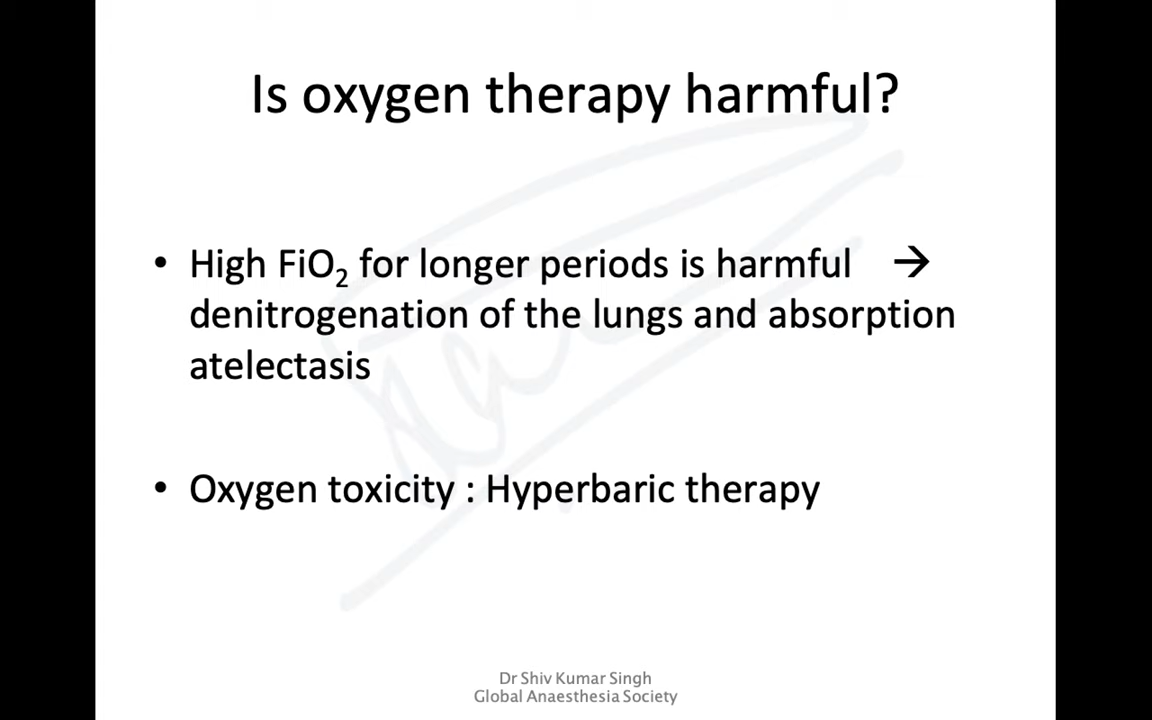 Is oxygen therapy harmful?
• High FiO₂ for longer periods is harmful →
denitrogenation of the lungs and absorption
atelectasis
• Oxygen toxicity : Hyperbaric therapy
Dr Shiv Kumar Singh
Global Anaesthesia Society